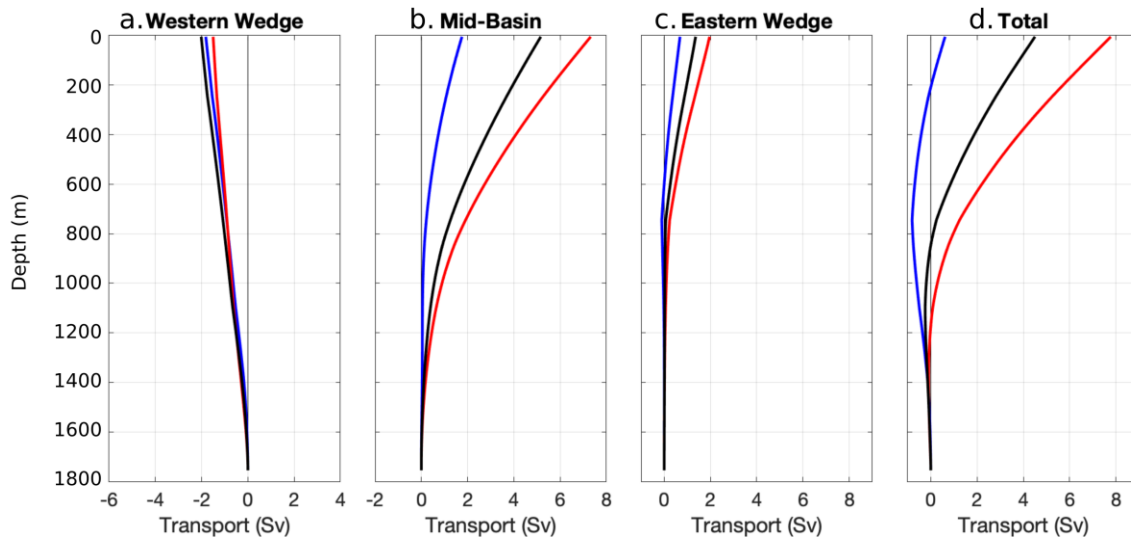 a. Western Wedge
b. Mid-Basin
c. Eastern Wedge
d. Total
Depth (m)
0
200
400
600
800
1000
1200
1400
1600
1800
-6 -4 -2 0 2 4
-2 0 2 4 6 8
0 2 4 6 8
0 2 4 6 8
Transport (Sv)
Transport (Sv)
Transport (Sv)
Transport (Sv)